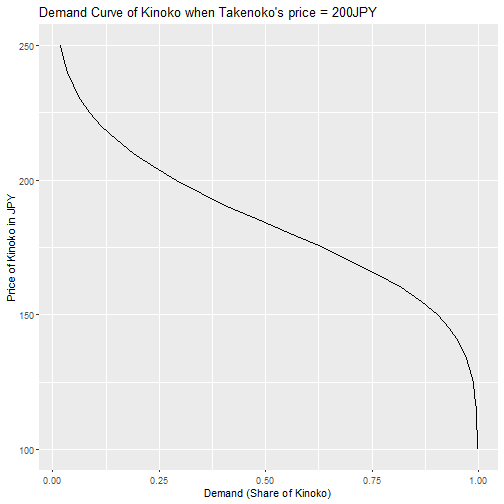 Demand Curve of Kinoko when Takenoko's price = 200JPY
250
200
150
100
Price of Kinoko in JPY
0.00 0.25 0.50 0.75 1.00
Demand (Share of Kinoko)